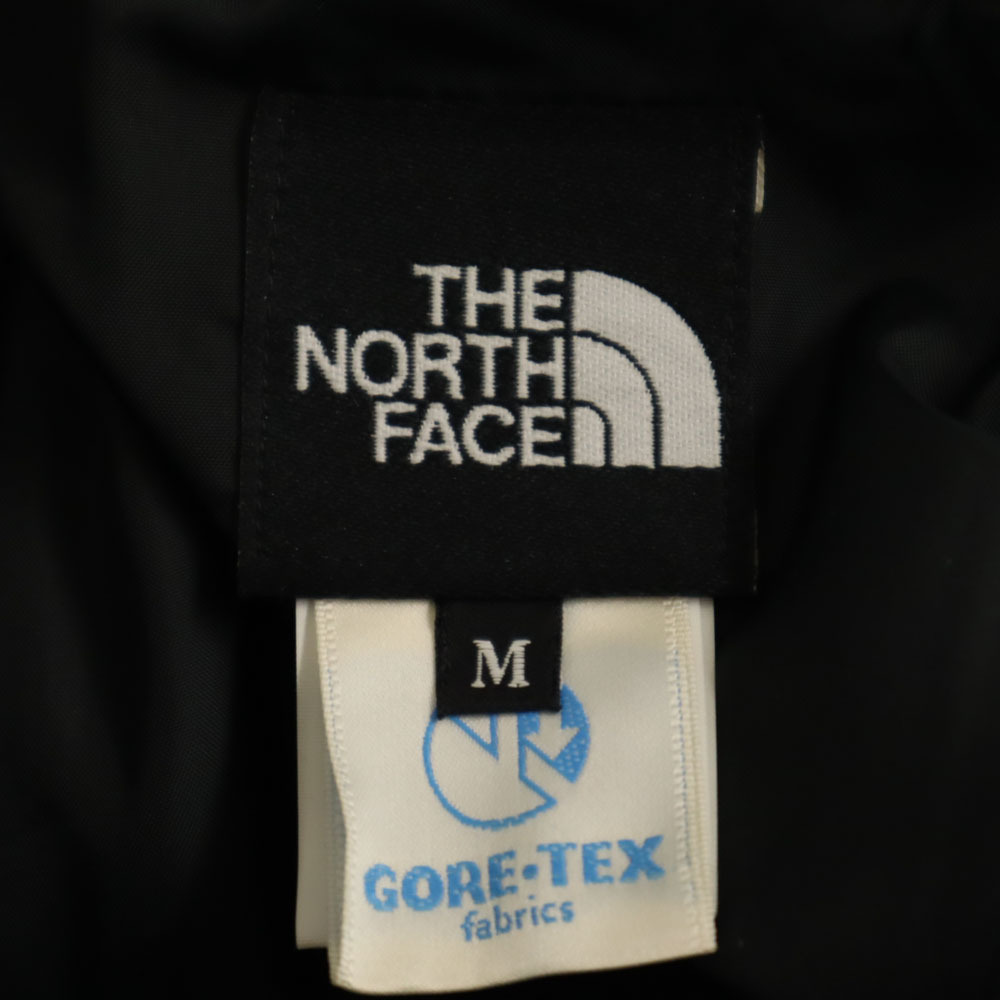 THE
NORTH
FACE
M
GORE-TEX
fabrics